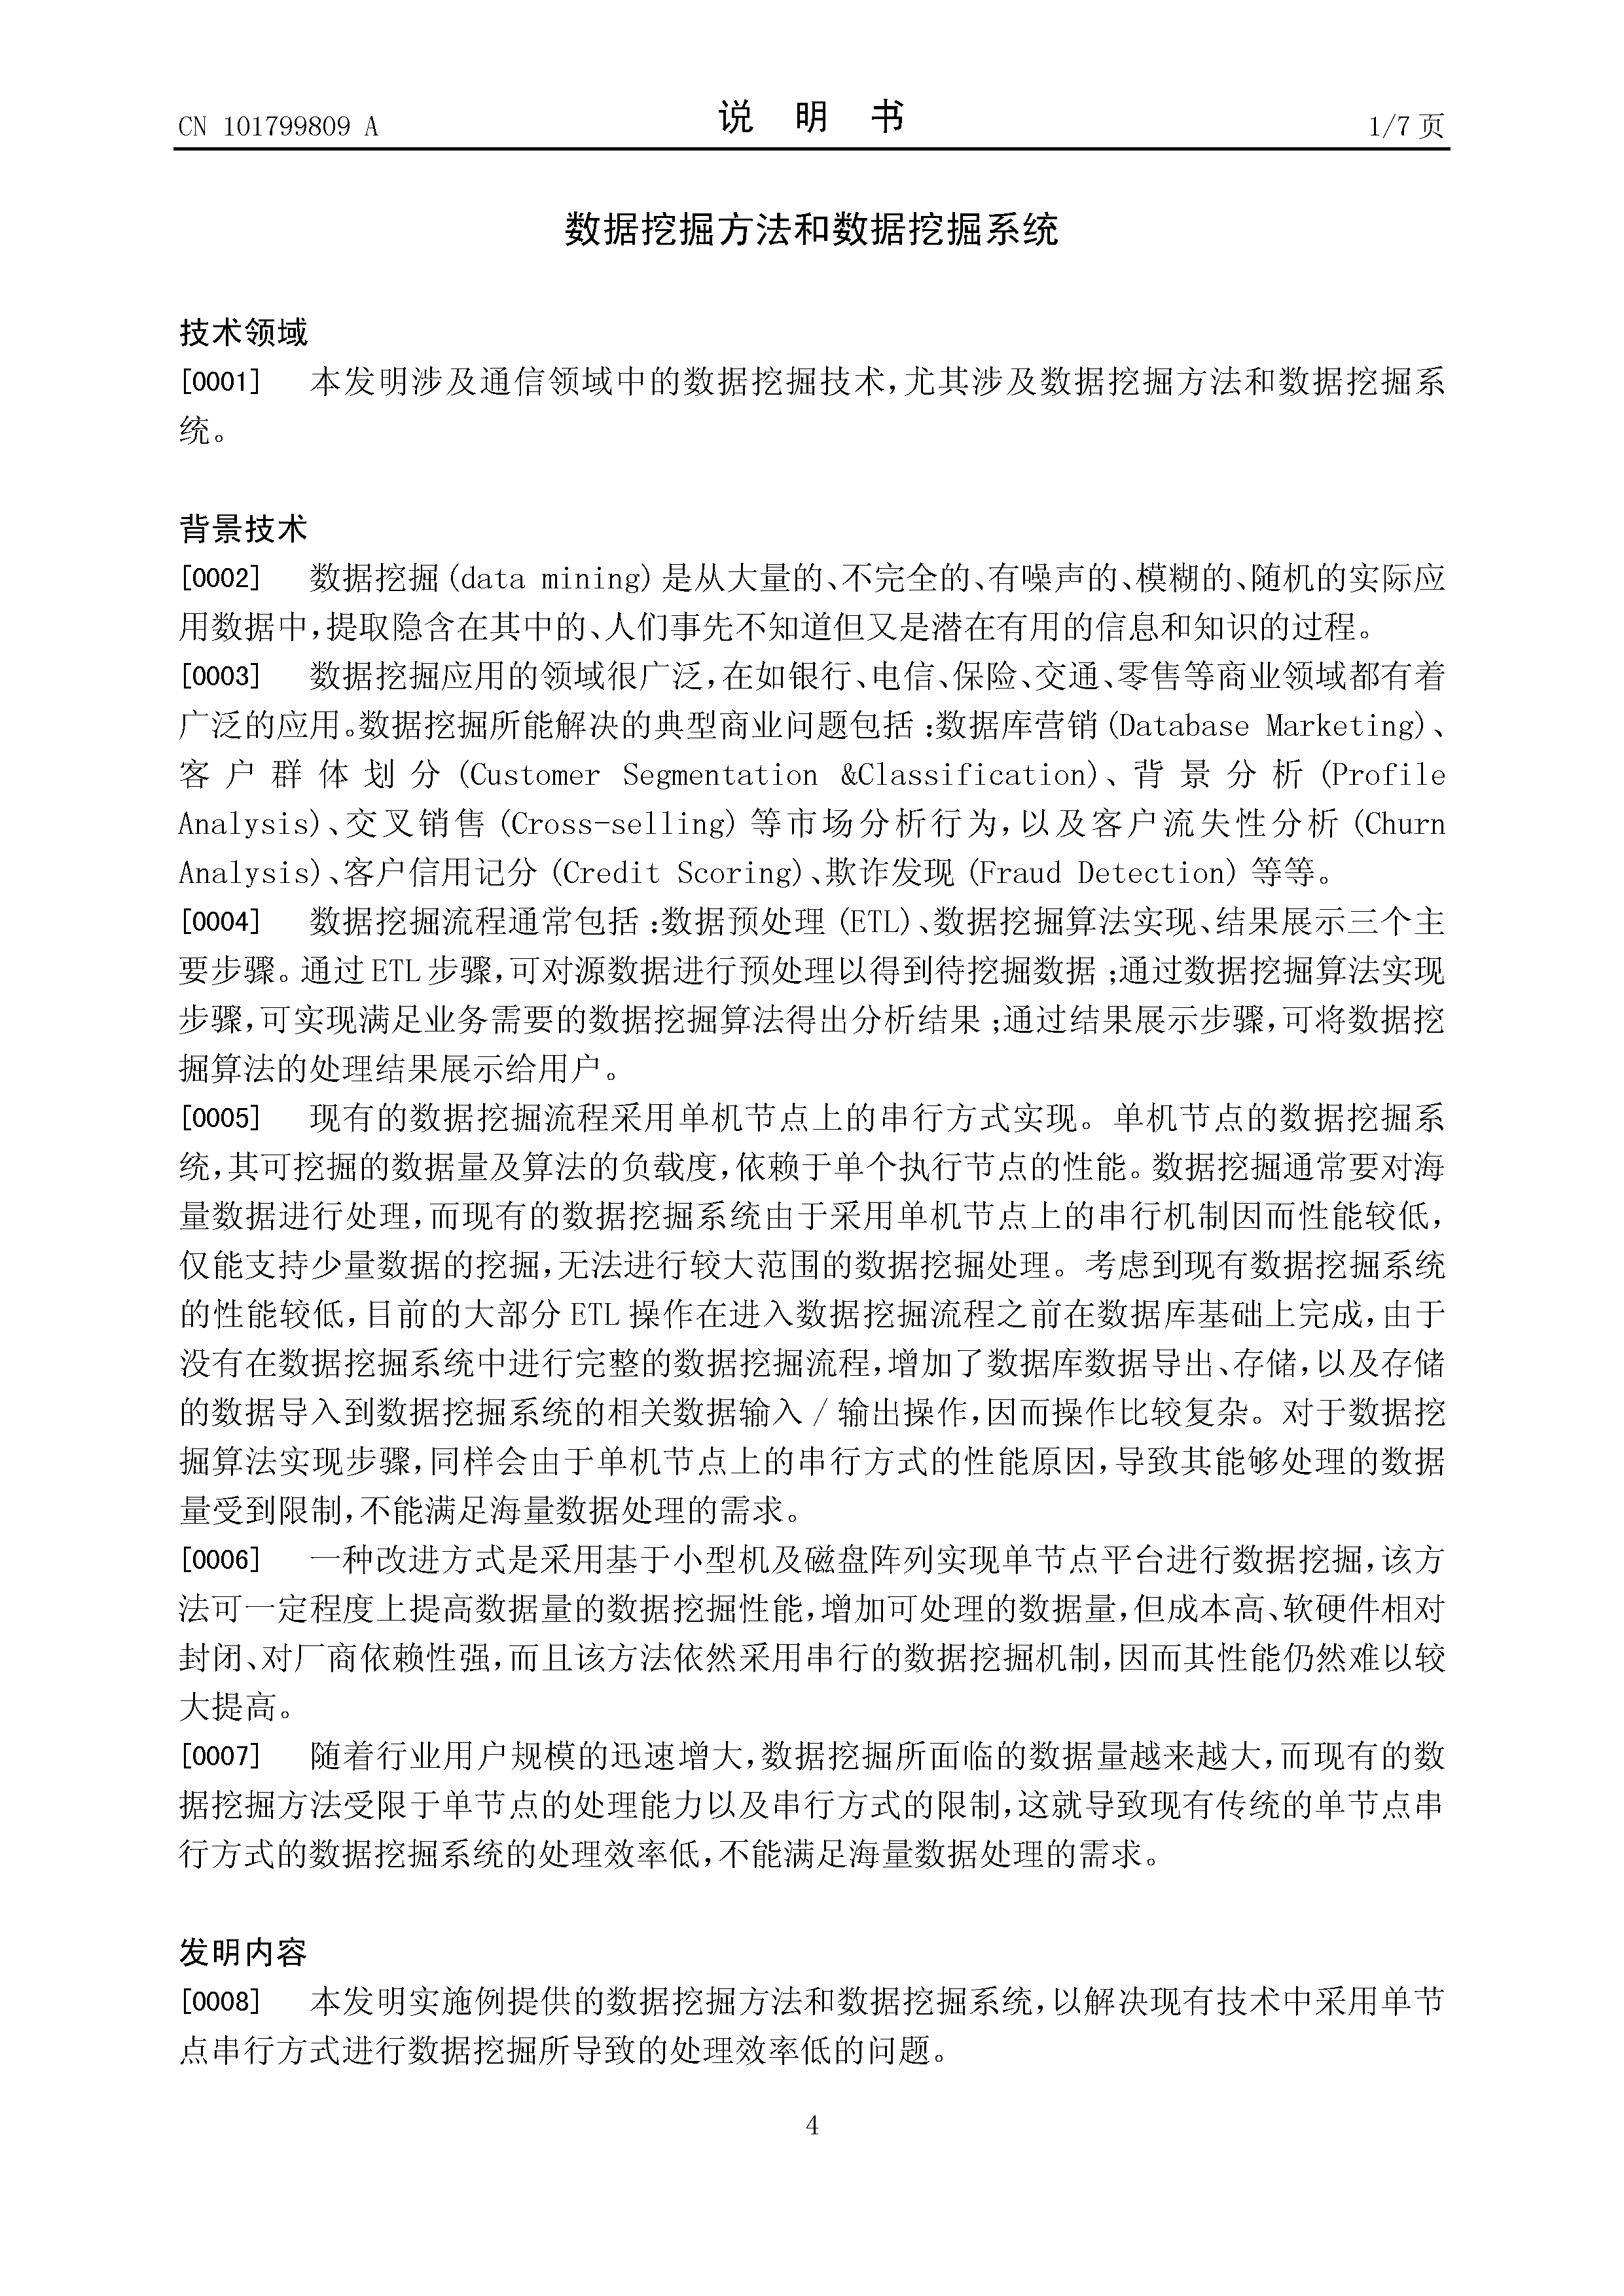 CN 101799809 A
说 明 书
1/7 页
数据挖掘方法和数据挖掘系统
技术领域
[0001] 本发明涉及通信领域中的数据挖掘技术,尤其涉及数据挖掘方法和数据挖掘系
统。
背景技术
[0002] 数据挖掘(data mining)是从大量的、不完全的、有噪声的、模糊的、随机的实际应
用数据中,提取隐含在其中的、人们事先不知道但又是潜在有用的信息和知识的过程。
[0003] 数据挖掘应用的领域很广泛,在如银行、电信、保险、交通、零售等商业领域都有着
广泛的应用。数据挖掘所能解决的典型商业问题包括:数据库营销(Database Marketing)、
客户群体划分(Customer Segmentation &Classification)、背景分析(Profile
Analysis)、交叉销售(Cross-selling)等市场分析行为,以及客户流失性分析(Churn
Analysis)、客户信用记分(Credit Scoring)、欺诈发现(Fraud Detection)等等。
[0004] 数据挖掘流程通常包括:数据预处理(ETL)、数据挖掘算法实现、结果展示三个主
要步骤。通过ETL步骤,可对源数据进行预处理以得到待挖掘数据;通过数据挖掘算法实现
步骤,可实现满足业务需要的数据挖掘算法得出分析结果;通过结果展示步骤,可将数据挖
掘算法的处理结果展示给用户。
[0005] 现有的数据挖掘流程采用单机节点上的串行方式实现。单机节点的数据挖掘系
统,其可挖掘的数据量及算法的负载度,依赖于单个执行节点的性能。数据挖掘通常要对海
量数据进行处理,而现有的数据挖掘系统由于采用单机节点上的串行机制因而性能较低,
仅能支持少量数据的挖掘,无法进行较大范围的数据挖掘处理。考虑到现有数据挖掘系统
的性能较低,目前的大部分ETL操作在进入数据挖掘流程之前在数据库基础上完成,由于
没有在数据挖掘系统中进行完整的数据挖掘流程,增加了数据库数据导出、存储,以及存储
的数据导入到数据挖掘系统的相关数据输入/输出操作,因而操作比较复杂。对于数据挖
掘算法实现步骤,同样会由于单机节点上的串行方式的性能原因,导致其能够处理的数据
量受到限制,不能满足海量数据处理的需求。
[0006] 一种改进方式是采用基于小型机及磁盘阵列实现单节点平台进行数据挖掘,该方
法可一定程度上提高数据量的数据挖掘性能,增加可处理的数据量,但成本高、软硬件相对
封闭、对厂商依赖性强,而且该方法依然采用串行的数据挖掘机制,因而其性能仍然难以较
大提高。
[0007] 随着行业用户规模的迅速增大,数据挖掘所面临的数据量越来越大,而现有的数
据挖掘方法受限于单节点的处理能力以及串行方式的限制,这就导致现有传统的单节点串
行方式的数据挖掘系统的处理效率低,不能满足海量数据处理的需求。
发明内容
[0008] 本发明实施例提供的数据挖掘方法和数据挖掘系统,以解决现有技术中采用单节
点串行方式进行数据挖掘所导致的处理效率低的问题。
4